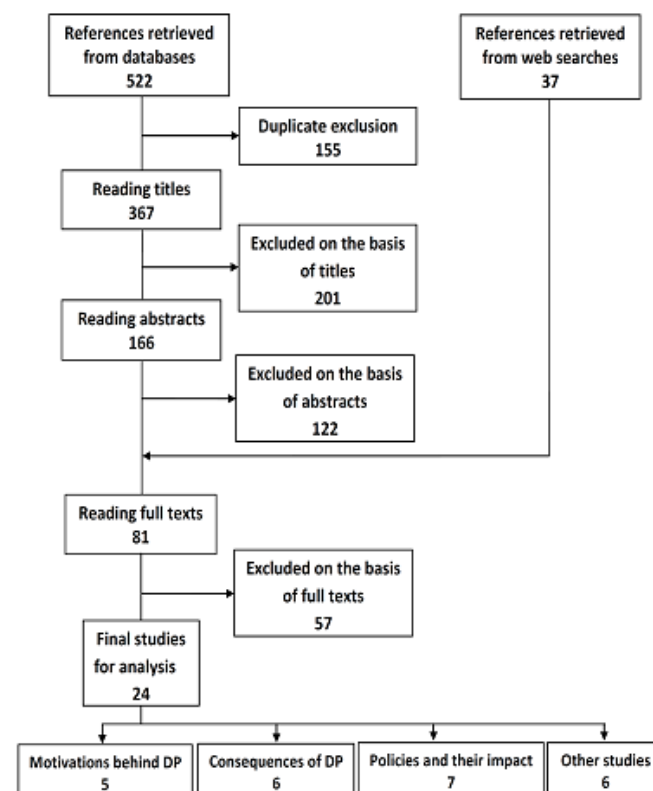 References retrieved
from databases
522
References retrieved
from web searches
37
Duplicate exclusion
155
Reading titles
367
Excluded on the basis
of titles
201
Reading abstracts
166
Excluded on the basis
of abstracts
122
Reading full texts
81
Excluded on the basis
of full texts
57
Final studies
for analysis
24
Motivations behind DP
5
Consequences of DP
6
Policies and their impact
7
Other studies
6